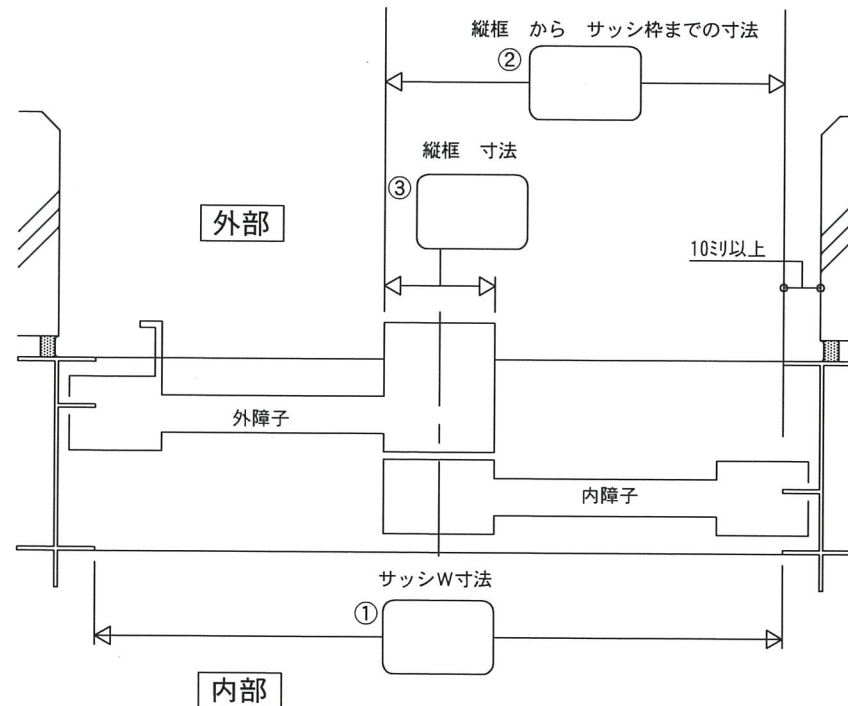 縦框 から サッシ枠までの寸法
②
縦框 寸法
③
外部
10ミリ以上
外障子
内障子
サッシW寸法
①
内部